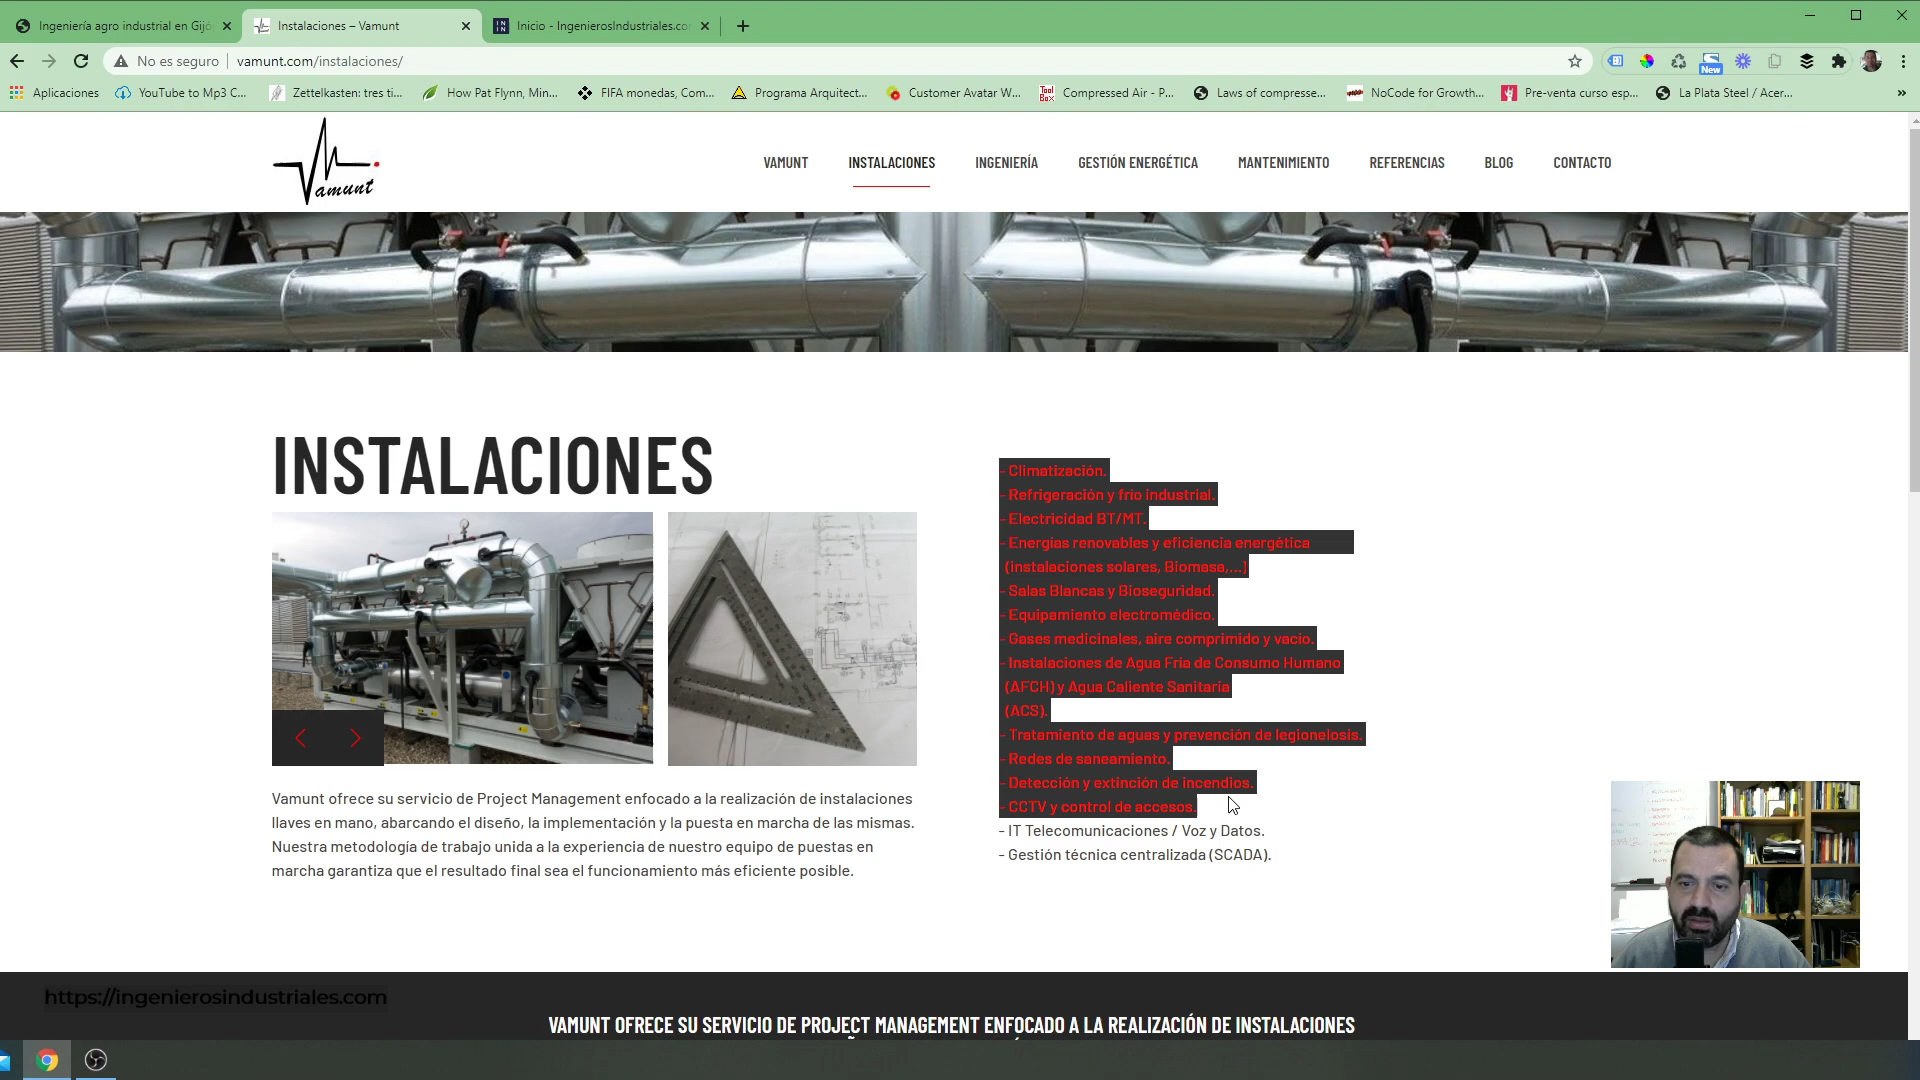 Ingeniería agro industrial en Gijó
Instalaciones – Vamunt
Inicio - IngenierosIndustriales.co
No es seguro
vamunt.com/instalaciones/
New
Aplicaciones
YouTube to Mp3 C...
Zettelkasten: tres ti...
How Pat Flynn, Min...
FIFA monedas, Com...
Programa Arquitect...
Customer Avatar W...
Tool Box
Compressed Air - P...
Laws of compresse...
NoCode for Growth...
Pre-venta curso esp...
La Plata Steel / Acer...
»
Vamunt
VAMUNT
INSTALACIONES
INGENIERÍA
GESTIÓN ENERGÉTICA
MANTENIMIENTO
REFERENCIAS
BLOG
CONTACTO
INSTALACIONES
Vamunt ofrece su servicio de Project Management enfocado a la realización de instalaciones
llaves en mano, abarcando el diseño, la implementación y la puesta en marcha de las mismas.
Nuestra metodología de trabajo unida a la experiencia de nuestro equipo de puestas en
marcha garantiza que el resultado final sea el funcionamiento más eficiente posible.
- Climatización.
- Refrigeración y frío industrial.
- Electricidad BT/MT.
- Energías renovables y eficiencia energética
(instalaciones solares, Biomasa,...)
- Salas Blancas y Bioseguridad.
- Equipamiento electromédico.
- Gases medicinales, aire comprimido y vacío.
- Instalaciones de Agua Fría de Consumo Humano
(AFCH) y Agua Caliente Sanitaria
(ACS).
- Tratamiento de aguas y prevención de legionelosis.
- Redes de saneamiento.
- Detección y extinción de incendios.
- CCTV y control de accesos.
- IT Telecomunicaciones / Voz y Datos.
- Gestión técnica centralizada (SCADA).
https://ingenierosindustriales.com
VAMUNT OFRECE SU SERVICIO DE PROJECT MANAGEMENT ENFOCADO A LA REALIZACIÓN DE INSTALACIONES